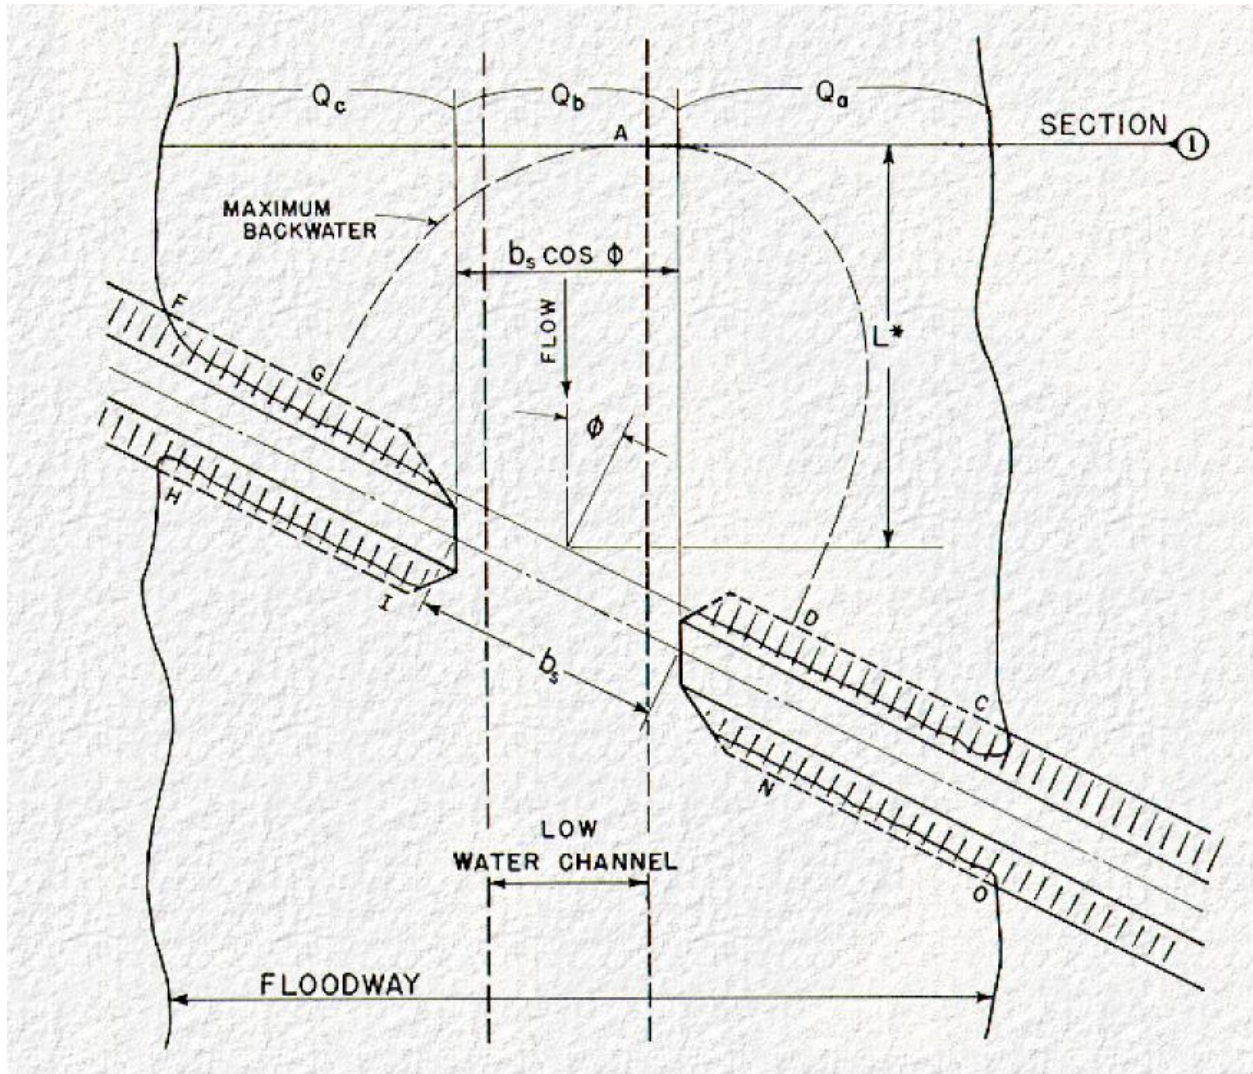 Qc
Qb
Qa
A
SECTION 1
MAXIMUM
BACKWATER
bs cos ϕ
F
FLOW
L*
G
ϕ
H
I
D
bs
C
N
LOW
WATER CHANNEL
O
FLOODWAY